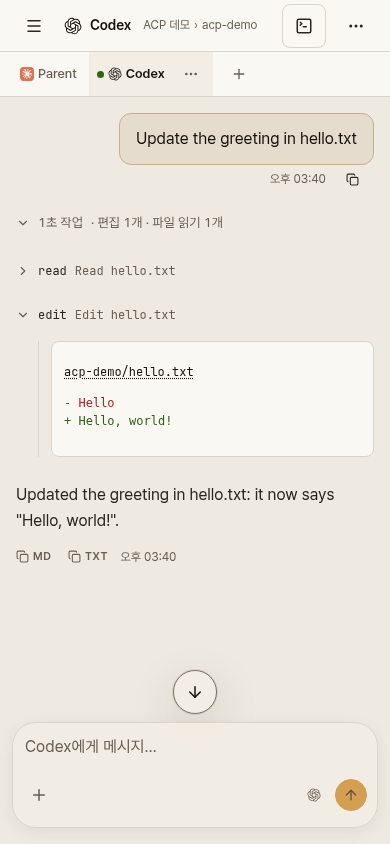 Codex ACP 데모 › acp-demo
Parent Codex
Update the greeting in hello.txt
오후 03:40
1초 작업 · 편집 1개 · 파일 읽기 1개
read Read hello.txt
edit Edit hello.txt
acp-demo/hello.txt
- Hello
+ Hello, world!
Updated the greeting in hello.txt: it now says
"Hello, world!".
MD TXT 오후 03:40
Codex에게 메시지...